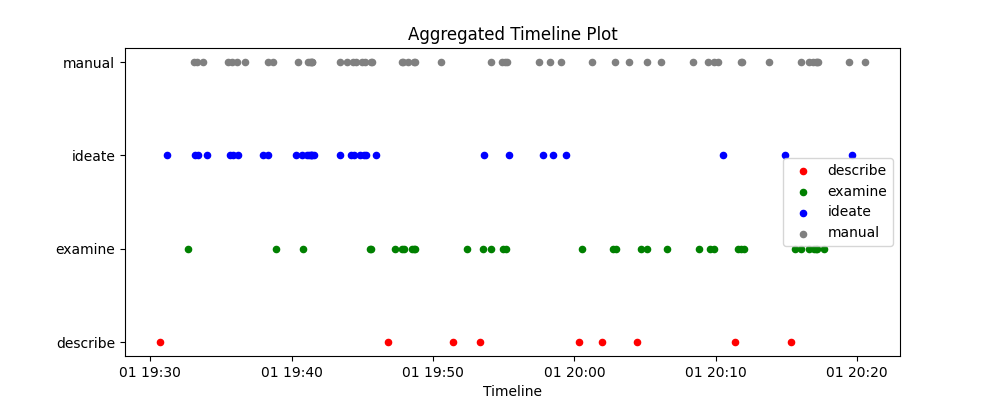 Aggregated Timeline Plot
manual
ideate
examine
describe
describe
examine
ideate
manual
01 19:30
01 19:40
01 19:50
01 20:00
01 20:10
01 20:20
Timeline